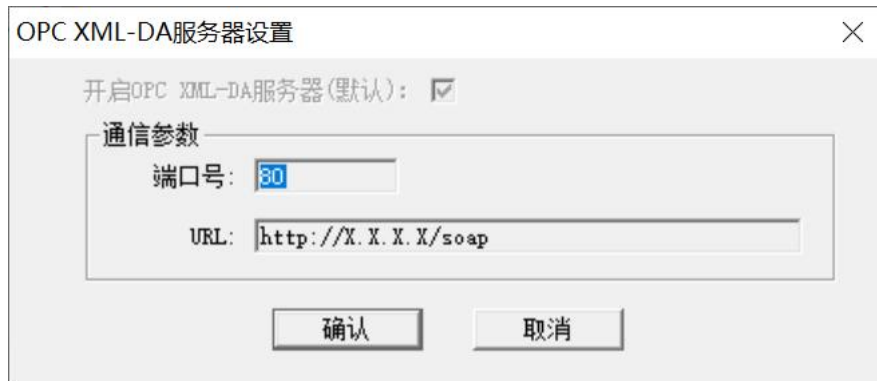 OPC XML-DA服务器设置
开启OPC XML-DA服务器(默认):
通信参数
端口号: 80
URL: http://X.X.X.X/soap
确认 取消